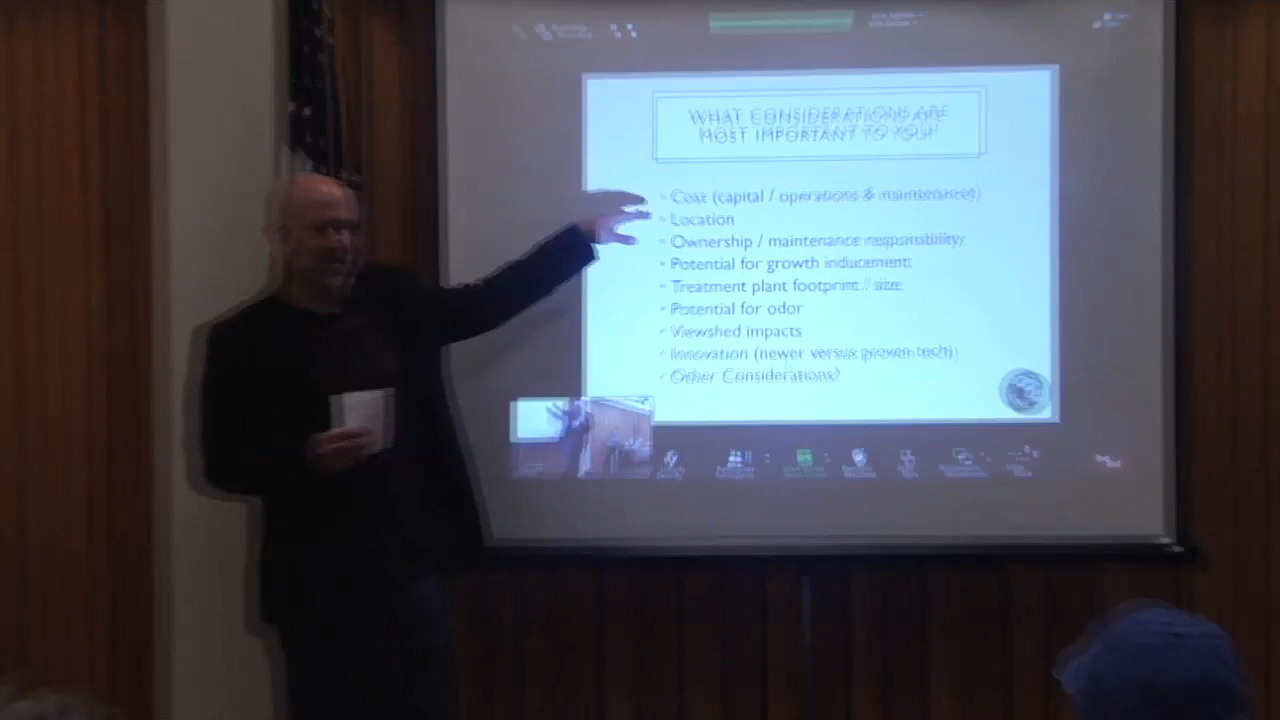 WHAT CONSIDERATIONS ARE
MOST IMPORTANT TO YOU?
Cost (capital / operations & maintenance)
Location
Ownership / maintenance responsibility
Potential for growth inducement
Treatment plant footprint / size
Potential for odor
Viewshed impacts
Innovation (newer versus proven tech)
Other Considerations?